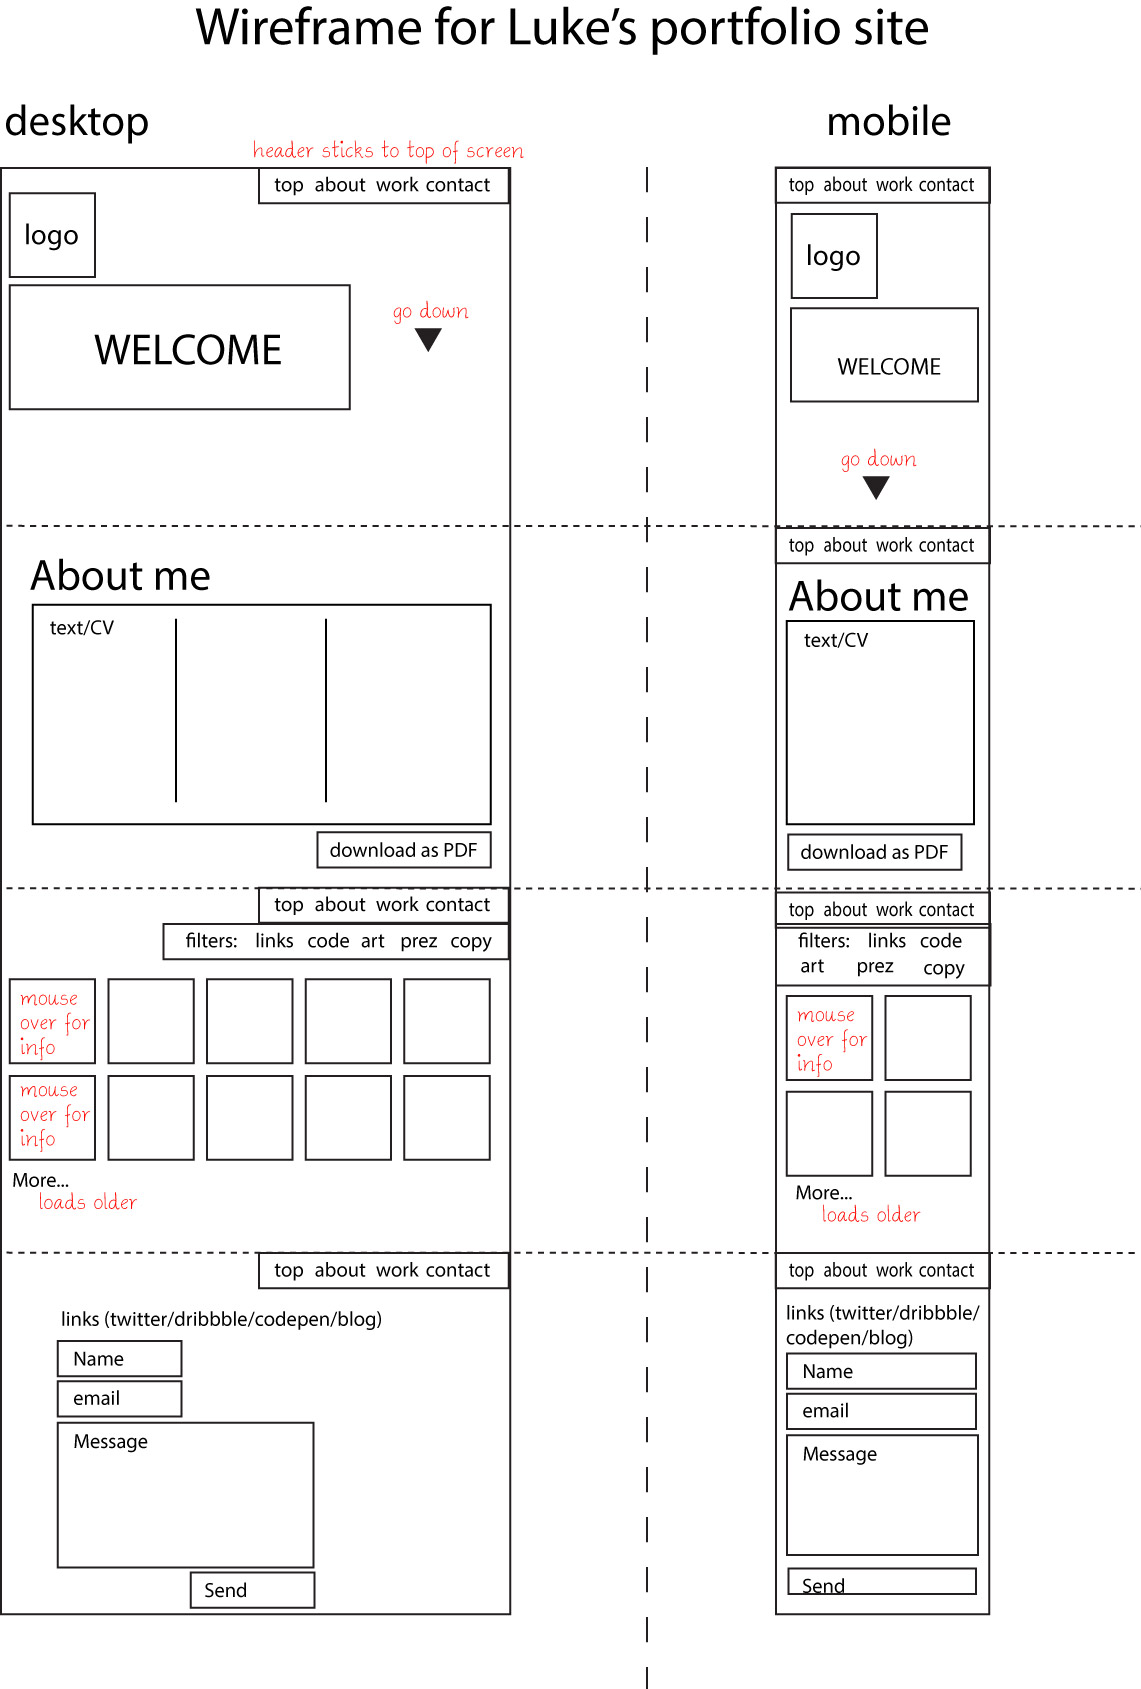 Wireframe for Luke's portfolio site
desktop
header sticks to top of screen
top about work contact
logo
WELCOME
go down
About me
text/CV
download as PDF
top about work contact
filters: links code art prez copy
mouse
over for
info
mouse
over for
info
More...
loads older
top about work contact
links (twitter/dribbble/codepen/blog)
Name
email
Message
Send
mobile
top about work contact
logo
WELCOME
go down
top about work contact
About me
text/CV
download as PDF
top about work contact
filters: links code
art prez copy
mouse
over for
info
More...
loads older
top about work contact
links (twitter/dribbble/
codepen/blog)
Name
email
Message
Send